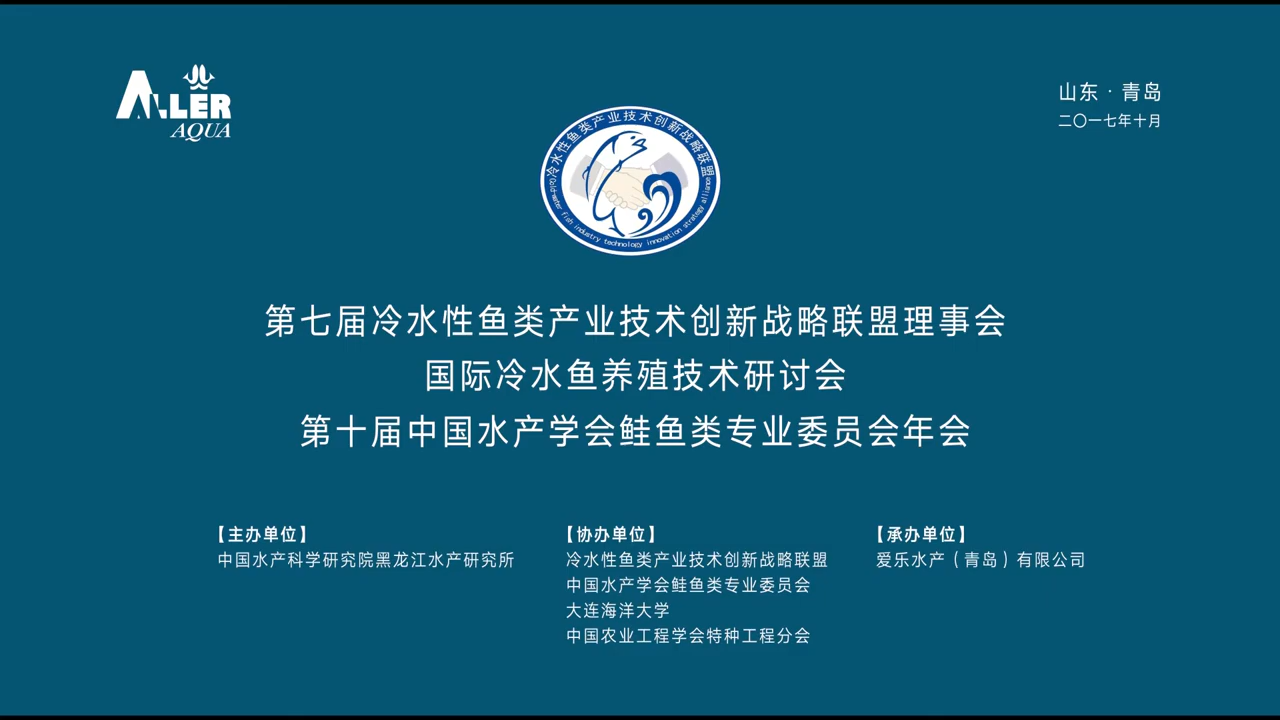 ALLER
AQUA
山东·青岛
二〇一七年十月
冷水性鱼类产业技术创新战略联盟
Cold-water fish industry technology innovation strategy alliance
第七届冷水性鱼类产业技术创新战略联盟理事会
国际冷水鱼养殖技术研讨会
第十届中国水产学会鲑鱼类专业委员会年会
【主办单位】
中国水产科学研究院黑龙江水产研究所
【协办单位】
冷水性鱼类产业技术创新战略联盟
中国水产学会鲑鱼类专业委员会
大连海洋大学
中国农业工程学会特种工程分会
【承办单位】
爱乐水产（青岛）有限公司